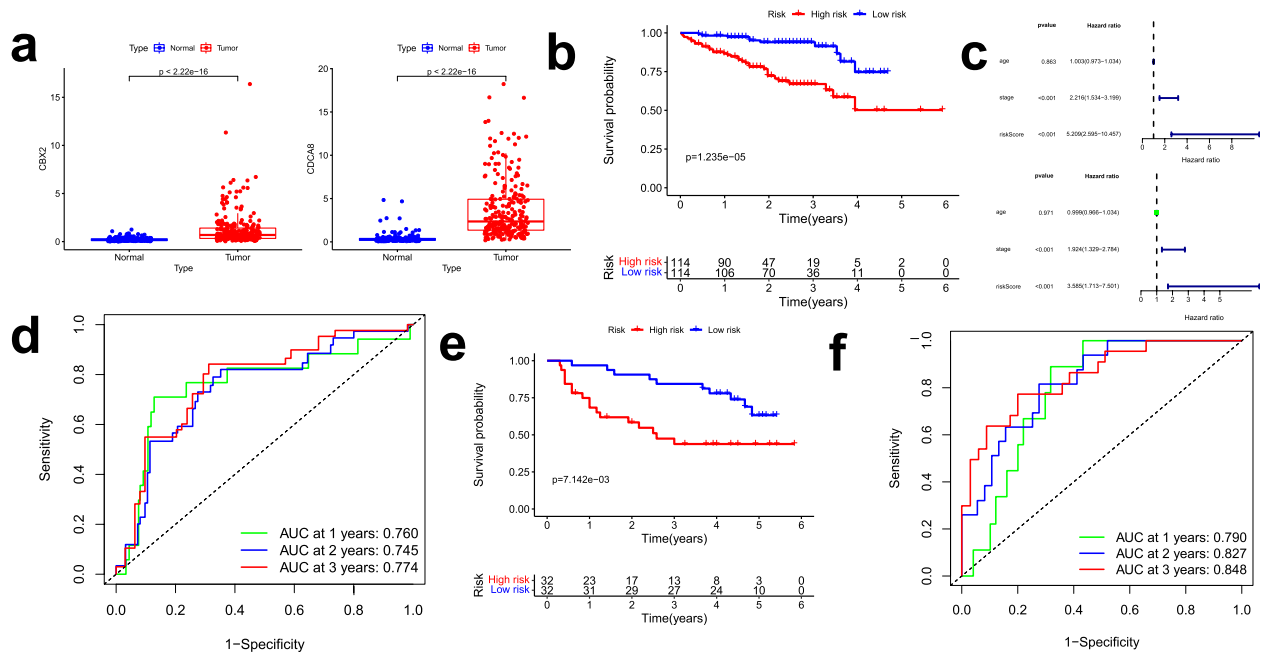 a
Type Normal Tumor
p < 2.22e−16
CBX2
15
10
5
0
Normal Tumor
Type
Type Normal Tumor
p < 2.22e−16
CDCA8
20
15
10
5
0
Normal Tumor
Type
b
Risk High risk Low risk
Survival probability
1.00
0.75
0.50
0.25
0.00
p=1.235e−05
0 1 2 3 4 5 6
Time(years)
Risk
High risk 114 90 47 19 5 2 0
Low risk 114 106 70 36 11 0 0
0 1 2 3 4 5 6
Time(years)
c
pvalue Hazard ratio
age 0.863 1.003(0.973−1.034)
stage <0.001 2.216(1.534−3.199)
riskScore <0.001 5.209(2.595−10.457)
0 2 4 6 8
Hazard ratio
pvalue Hazard ratio
age 0.971 0.999(0.966−1.034)
stage <0.001 1.924(1.329−2.784)
riskScore <0.001 3.585(1.713−7.501)
0 1 2 3 4 5
Hazard ratio
d
Sensitivity
1.0
0.8
0.6
0.4
0.2
0.0
AUC at 1 years: 0.760
AUC at 2 years: 0.745
AUC at 3 years: 0.774
0.0 0.2 0.4 0.6 0.8 1.0
1−Specificity
e
Risk High risk Low risk
Survival probability
1.00
0.75
0.50
0.25
0.00
p=7.142e−03
0 1 2 3 4 5 6
Time(years)
Risk
High risk 32 23 17 13 8 3 0
Low risk 32 31 29 27 24 10 0
0 1 2 3 4 5 6
Time(years)
f
Sensitivity
1.0
0.8
0.6
0.4
0.2
0.0
AUC at 1 years: 0.790
AUC at 2 years: 0.827
AUC at 3 years: 0.848
0.0 0.2 0.4 0.6 0.8 1.0
1−Specificity